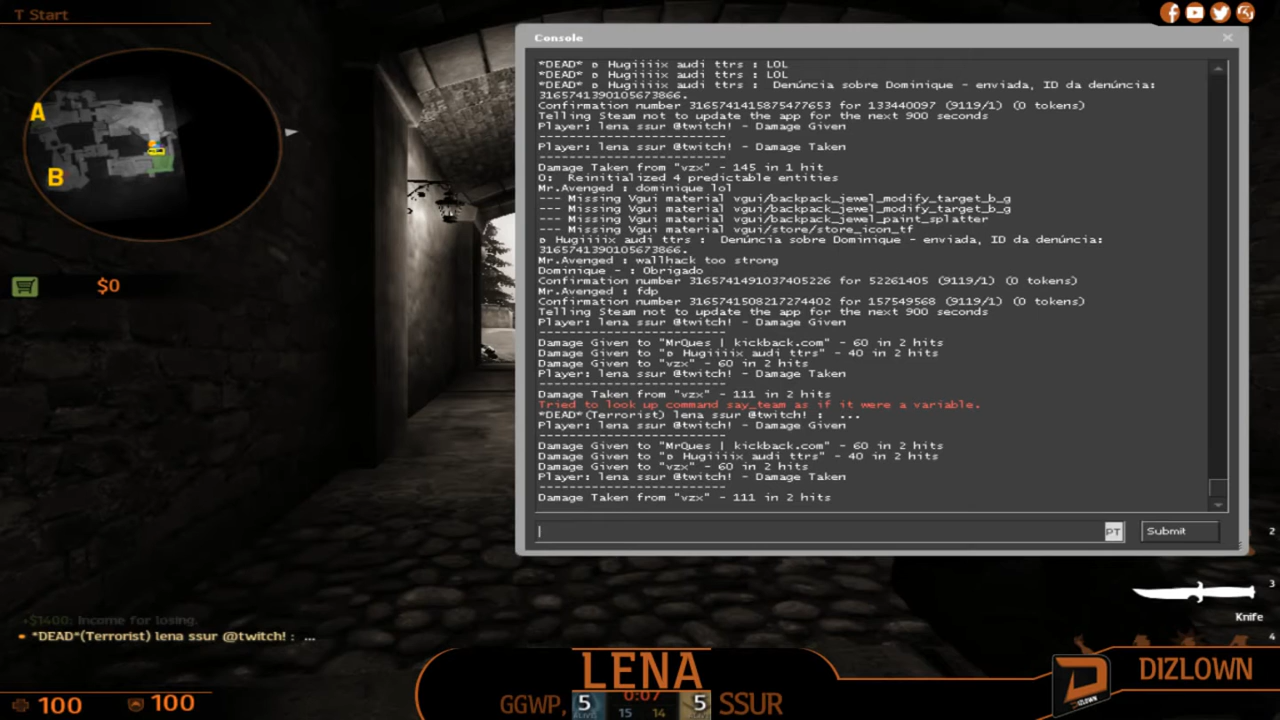 T Start
A
B
$0
Console
*DEAD* ๖ Hugiiiix audi ttrs : LOL
*DEAD* ๖ Hugiiiix audi ttrs : LOL
*DEAD* ๖ Hugiiiix audi ttrs :  Denúncia sobre Dominique - enviada, ID da denúncia:
3165741390105673866.
Confirmation number 3165741415875477653 for 133440097 (9119/1) (0 tokens)
Telling Steam not to update the app for the next 900 seconds
Player: lena ssur @twitch! - Damage Given
-------------------------
Player: lena ssur @twitch! - Damage Taken
-------------------------
Damage Taken from "vzx" - 145 in 1 hit
0:  Reinitialized 4 predictable entities
Mr.Avenged : dominique lol
--- Missing Vgui material vgui/backpack_jewel_modify_target_b_g
--- Missing Vgui material vgui/backpack_jewel_modify_target_b_g
--- Missing Vgui material vgui/backpack_jewel_paint_splatter
--- Missing Vgui material vgui/store/store_icon_tf
๖ Hugiiiix audi ttrs :  Denúncia sobre Dominique - enviada, ID da denúncia:
3165741390105673866.
Mr.Avenged : wallhack too strong
Dominique - : Obrigado
Confirmation number 3165741491037405226 for 52261405 (9119/1) (0 tokens)
Mr.Avenged : fdp
Confirmation number 3165741508217274402 for 157549568 (9119/1) (0 tokens)
Telling Steam not to update the app for the next 900 seconds
Player: lena ssur @twitch! - Damage Given
-------------------------
Damage Given to "MrQues | kickback.com" - 60 in 2 hits
Damage Given to "๖ Hugiiiix audi ttrs" - 40 in 2 hits
Damage Given to "vzx" - 60 in 2 hits
Player: lena ssur @twitch! - Damage Taken
-------------------------
Damage Taken from "vzx" - 111 in 2 hits
Tried to look up command say_team as if it were a variable.
*DEAD*(Terrorist) lena ssur @twitch! :  ...
Player: lena ssur @twitch! - Damage Given
-------------------------
Damage Given to "MrQues | kickback.com" - 60 in 2 hits
Damage Given to "๖ Hugiiiix audi ttrs" - 40 in 2 hits
Damage Given to "vzx" - 60 in 2 hits
Player: lena ssur @twitch! - Damage Taken
-------------------------
Damage Taken from "vzx" - 111 in 2 hits
PT
Submit
2
3
Knife
4
+$1400: Income for losing.
*DEAD*(Terrorist) lena ssur @twitch! :  ...
100
100
LENA
GGWP,
5
0:07
15
14
5
SSUR
DIZLOWN
DIZLOWN